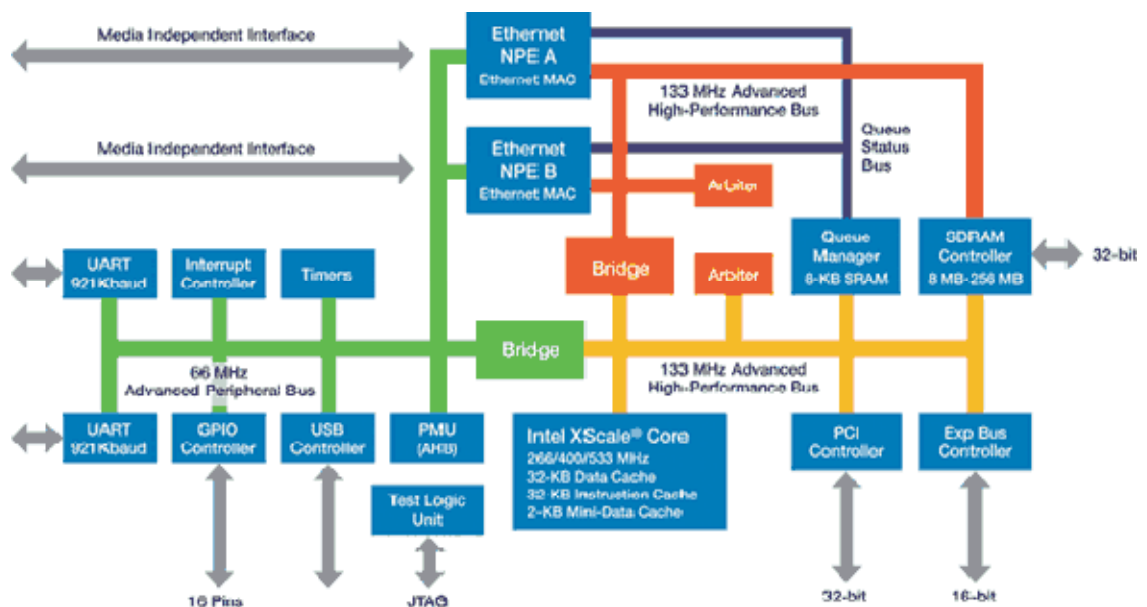 Media Independent Interface
Ethernet
NPE A
Ethernet MAC
133 MHz Advanced
High-Performance Bus
Queue
Status
Bus
Media Independent Interface
Ethernet
NPE B
Ethernet MAC
Arbiter
UART
921Kbaud
Interrupt
Controller
Timers
Bridge
Arbiter
Queue
Manager
8-KB SRAM
SDRAM
Controller
8 MB-256 MB
32-bit
Bridge
66 MHz
Advanced Peripheral Bus
133 MHz Advanced
High-Performance Bus
UART
921Kbaud
GPIO
Controller
USB
Controller
PMU
(AHB)
Intel XScale® Core
266/400/533 MHz
32-KB Data Cache
32-KB Instruction Cache
2-KB Mini-Data Cache
PCI
Controller
Exp Bus
Controller
Test Logic
Unit
16 Pins
JTAG
32-bit
16-bit